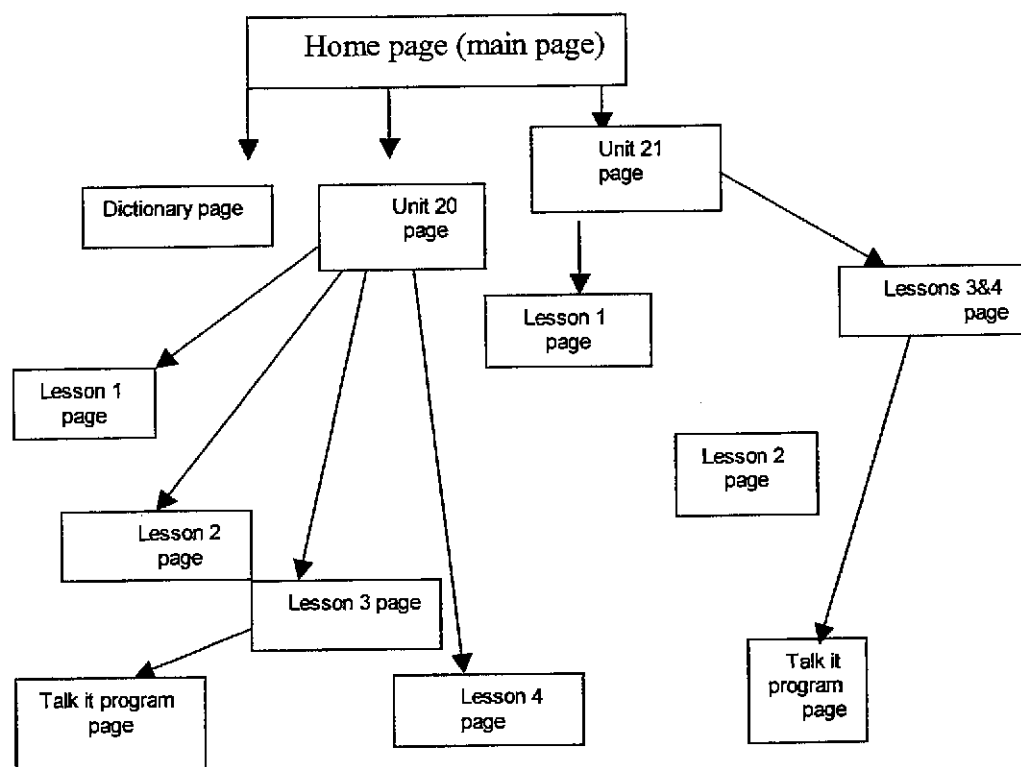 Home page (main page)
Unit 21
page
Dictionary page
Unit 20
page
Lessons 3&4
page
Lesson 1
page
Lesson 1
page
Lesson 2
page
Lesson 2
page
Lesson 3 page
Talk it program
page
Lesson 4
page
Talk it
program
page